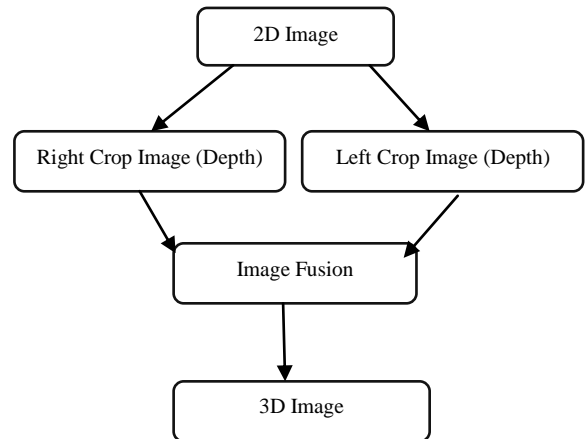 2D Image
Right Crop Image (Depth)
Left Crop Image (Depth)
Image Fusion
3D Image